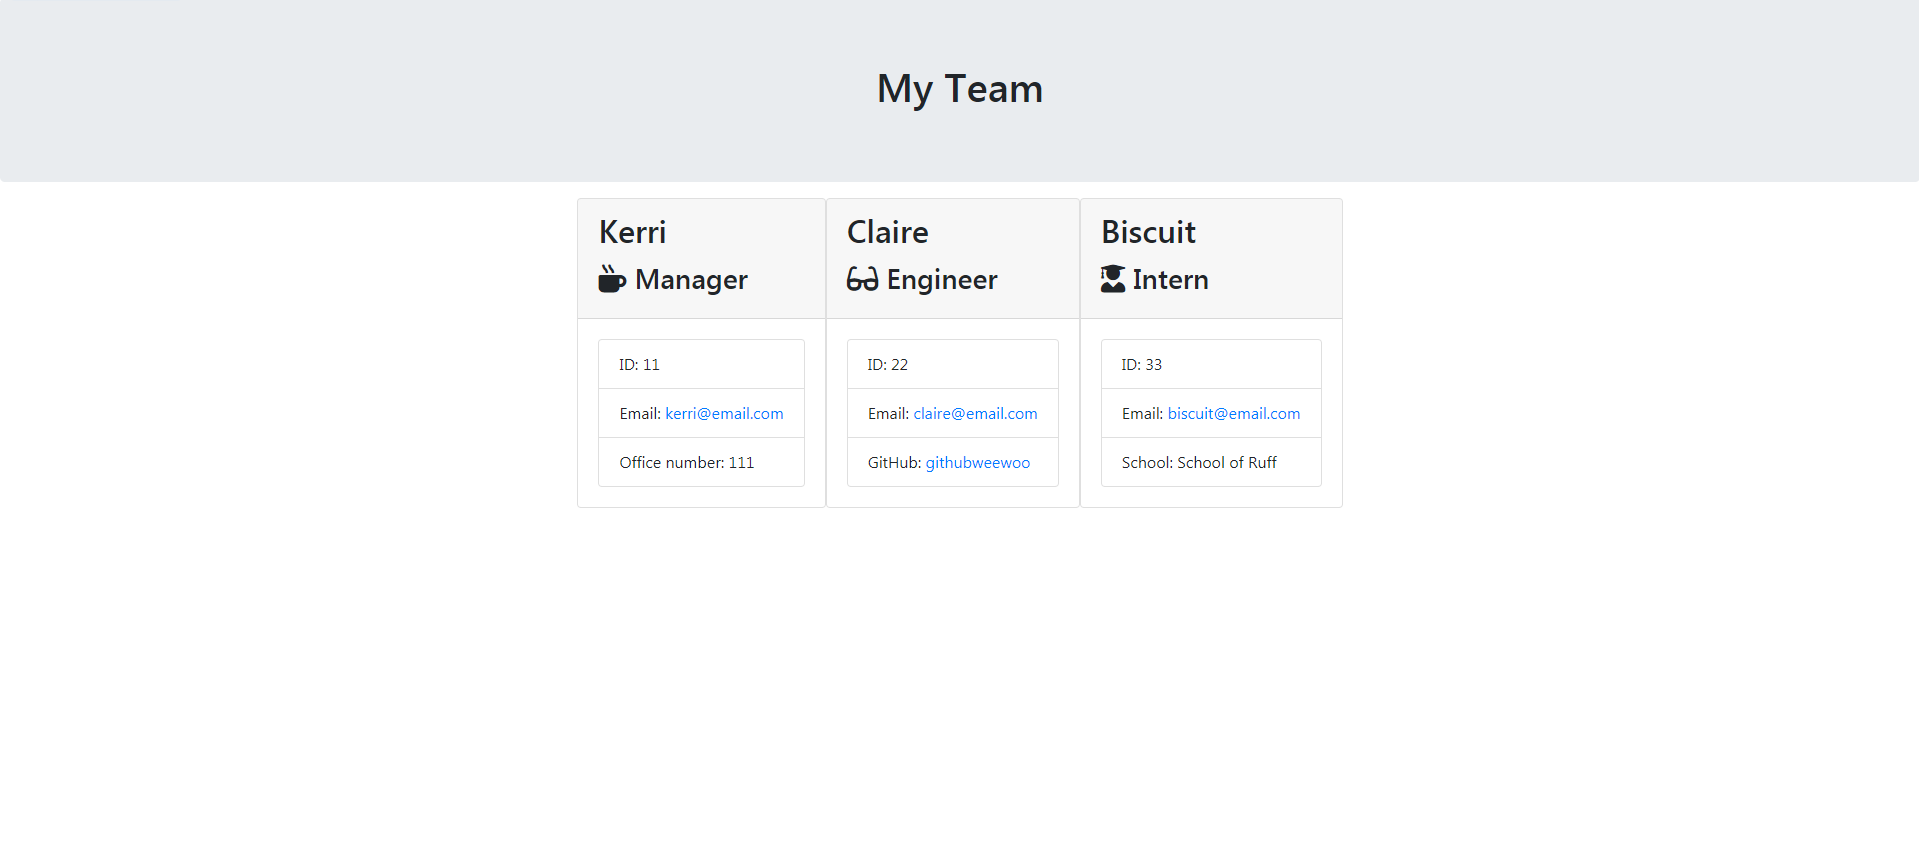 My Team
Kerri
Manager
ID: 11
Email: kerri@email.com
Office number: 111
Claire
Engineer
ID: 22
Email: claire@email.com
GitHub: githubweewoo
Biscuit
Intern
ID: 33
Email: biscuit@email.com
School: School of Ruff